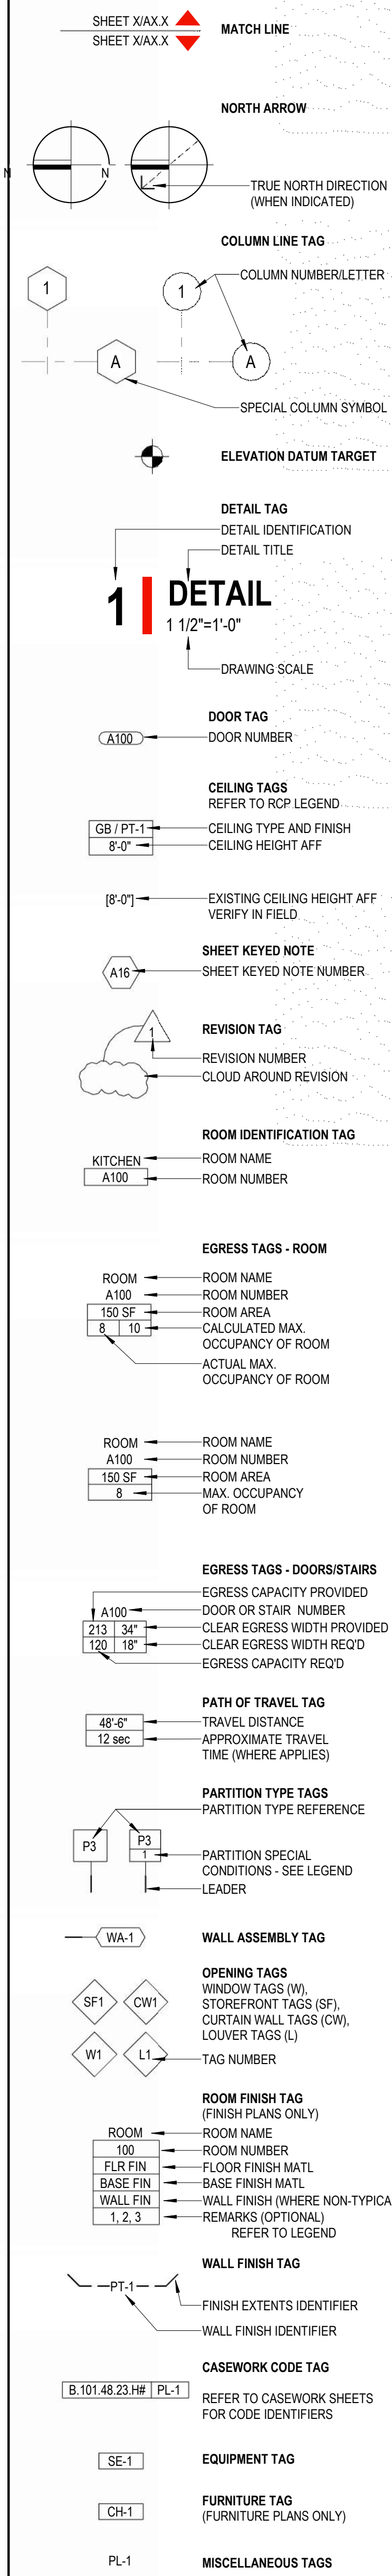 SHEET X/AX.X
SHEET X/AX.X
MATCH LINE
NORTH ARROW
N
N
TRUE NORTH DIRECTION
(WHEN INDICATED)
COLUMN LINE TAG
COLUMN NUMBER/LETTER
1
1
A
A
SPECIAL COLUMN SYMBOL
ELEVATION DATUM TARGET
DETAIL TAG
DETAIL IDENTIFICATION
DETAIL TITLE
1
DETAIL
1 1/2"=1'-0"
DRAWING SCALE
DOOR TAG
A100
DOOR NUMBER
CEILING TAGS
REFER TO RCP LEGEND
GB / PT-1
CEILING TYPE AND FINISH
8'-0"
CEILING HEIGHT AFF
[8'-0"]
EXISTING CEILING HEIGHT AFF
VERIFY IN FIELD
SHEET KEYED NOTE
A16
SHEET KEYED NOTE NUMBER
REVISION TAG
1
REVISION NUMBER
CLOUD AROUND REVISION
ROOM IDENTIFICATION TAG
KITCHEN
ROOM NAME
A100
ROOM NUMBER
EGRESS TAGS - ROOM
ROOM
ROOM NAME
A100
ROOM NUMBER
150 SF
ROOM AREA
8 10
CALCULATED MAX.
OCCUPANCY OF ROOM
ACTUAL MAX.
OCCUPANCY OF ROOM
ROOM
ROOM NAME
A100
ROOM NUMBER
150 SF
ROOM AREA
8
MAX. OCCUPANCY
OF ROOM
EGRESS TAGS - DOORS/STAIRS
EGRESS CAPACITY PROVIDED
A100
DOOR OR STAIR NUMBER
213 34"
CLEAR EGRESS WIDTH PROVIDED
120 18"
CLEAR EGRESS WIDTH REQ'D
EGRESS CAPACITY REQ'D
PATH OF TRAVEL TAG
48'-6"
TRAVEL DISTANCE
12 sec
APPROXIMATE TRAVEL
TIME (WHERE APPLIES)
PARTITION TYPE TAGS
PARTITION TYPE REFERENCE
P3
P3
1
PARTITION SPECIAL
CONDITIONS - SEE LEGEND
LEADER
WA-1
WALL ASSEMBLY TAG
OPENING TAGS
WINDOW TAGS (W),
STOREFRONT TAGS (SF),
CURTAIN WALL TAGS (CW),
LOUVER TAGS (L)
SF1
CW1
W1
L1
TAG NUMBER
ROOM FINISH TAG
(FINISH PLANS ONLY)
ROOM
ROOM NAME
100
ROOM NUMBER
FLR FIN
FLOOR FINISH MATL
BASE FIN
BASE FINISH MATL
WALL FIN
WALL FINISH (WHERE NON-TYPICA
1, 2, 3
REMARKS (OPTIONAL)
REFER TO LEGEND
WALL FINISH TAG
PT-1
FINISH EXTENTS IDENTIFIER
WALL FINISH IDENTIFIER
CASEWORK CODE TAG
B.101.48.23.H# PL-1
REFER TO CASEWORK SHEETS
FOR CODE IDENTIFIERS
SE-1
EQUIPMENT TAG
CH-1
FURNITURE TAG
(FURNITURE PLANS ONLY)
PL-1
MISCELLANEOUS TAGS